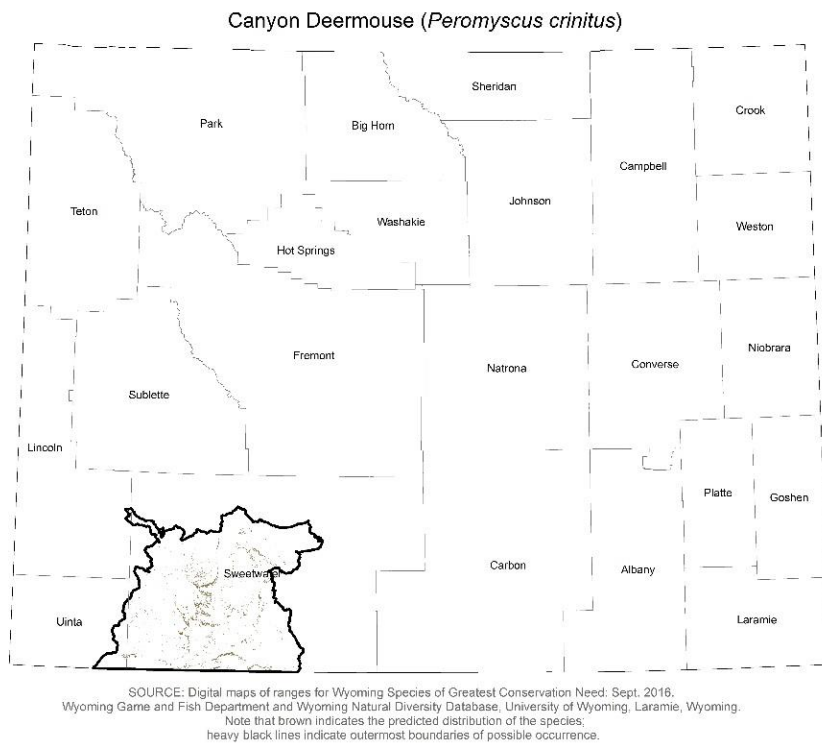 Canyon Deermouse (Peromyscus crinitus)
Sheridan
Crook
Park
Big Horn
Campbell
Johnson
Teton
Washakie
Weston
Hot Springs
Fremont
Niobrara
Natrona
Converse
Sublette
Lincoln
Platte
Goshen
Sweetwater
Carbon
Albany
Uinta
Laramie
SOURCE: Digital maps of ranges for Wyoming Species of Greatest Conservation Need: Sept. 2016.
Wyoming Game and Fish Department and Wyoming Natural Diversity Database, University of Wyoming, Laramie, Wyoming.
Note that brown indicates the predicted distribution of the species;
heavy black lines indicate outermost boundaries of possible occurrence.